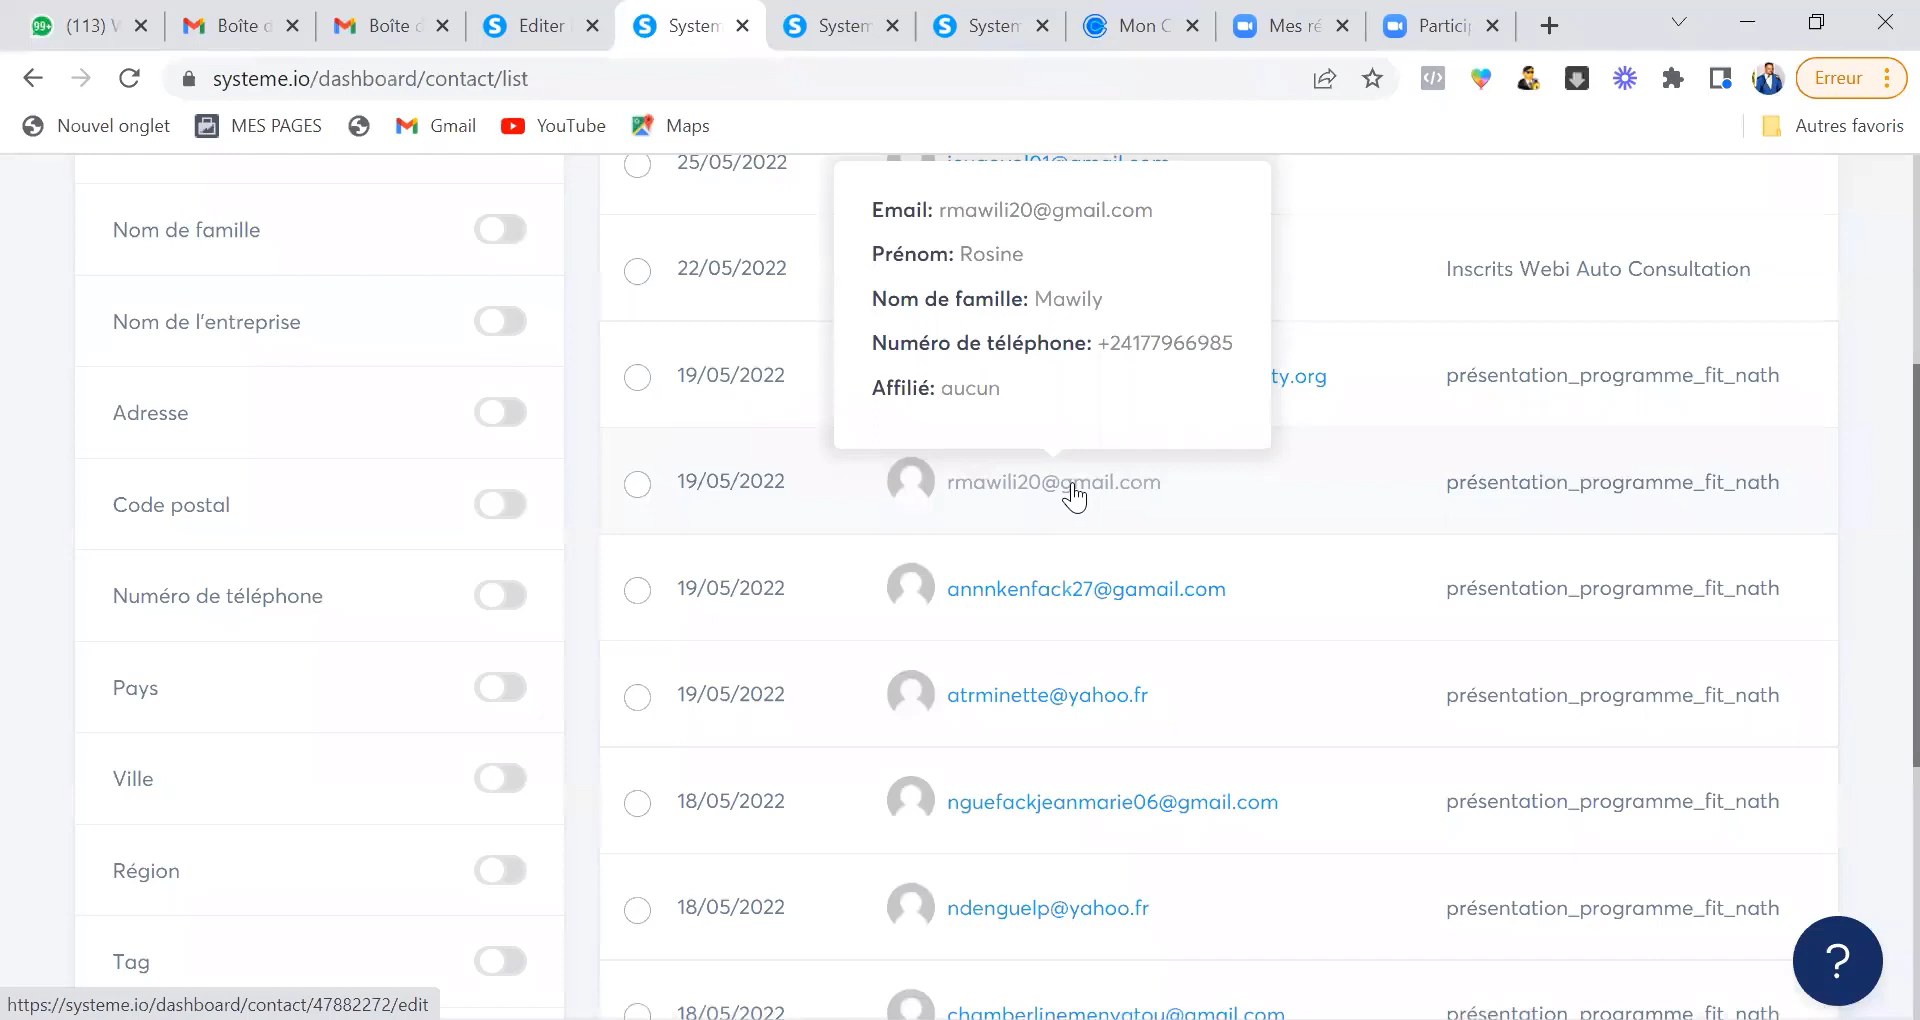 (113) W
Boîte d
Boîte d
Editer
System
System
System
Mon C
Mes ré
Partici
systeme.io/dashboard/contact/list
Erreur
Nouvel onglet
MES PAGES
Gmail
YouTube
Maps
Autres favoris
Nom de famille
Nom de l'entreprise
Adresse
Code postal
Numéro de téléphone
Pays
Ville
Région
Tag
25/05/2022
22/05/2022 Inscrits Webi Auto Consultation
19/05/2022 ty.org présentation_programme_fit_nath
Email: rmawili20@gmail.com
Prénom: Rosine
Nom de famille: Mawily
Numéro de téléphone: +24177966985
Affilié: aucun
19/05/2022 rmawili20@gmail.com présentation_programme_fit_nath
19/05/2022 annnkenfack27@gamail.com présentation_programme_fit_nath
19/05/2022 atrminette@yahoo.fr présentation_programme_fit_nath
18/05/2022 nguefackjeanmarie06@gmail.com présentation_programme_fit_nath
18/05/2022 ndenguelp@yahoo.fr présentation_programme_fit_nath
18/05/2022 chamberlinemenyatou@gmail.com présentation_programme_fit_nath
?
https://systeme.io/dashboard/contact/47882272/edit